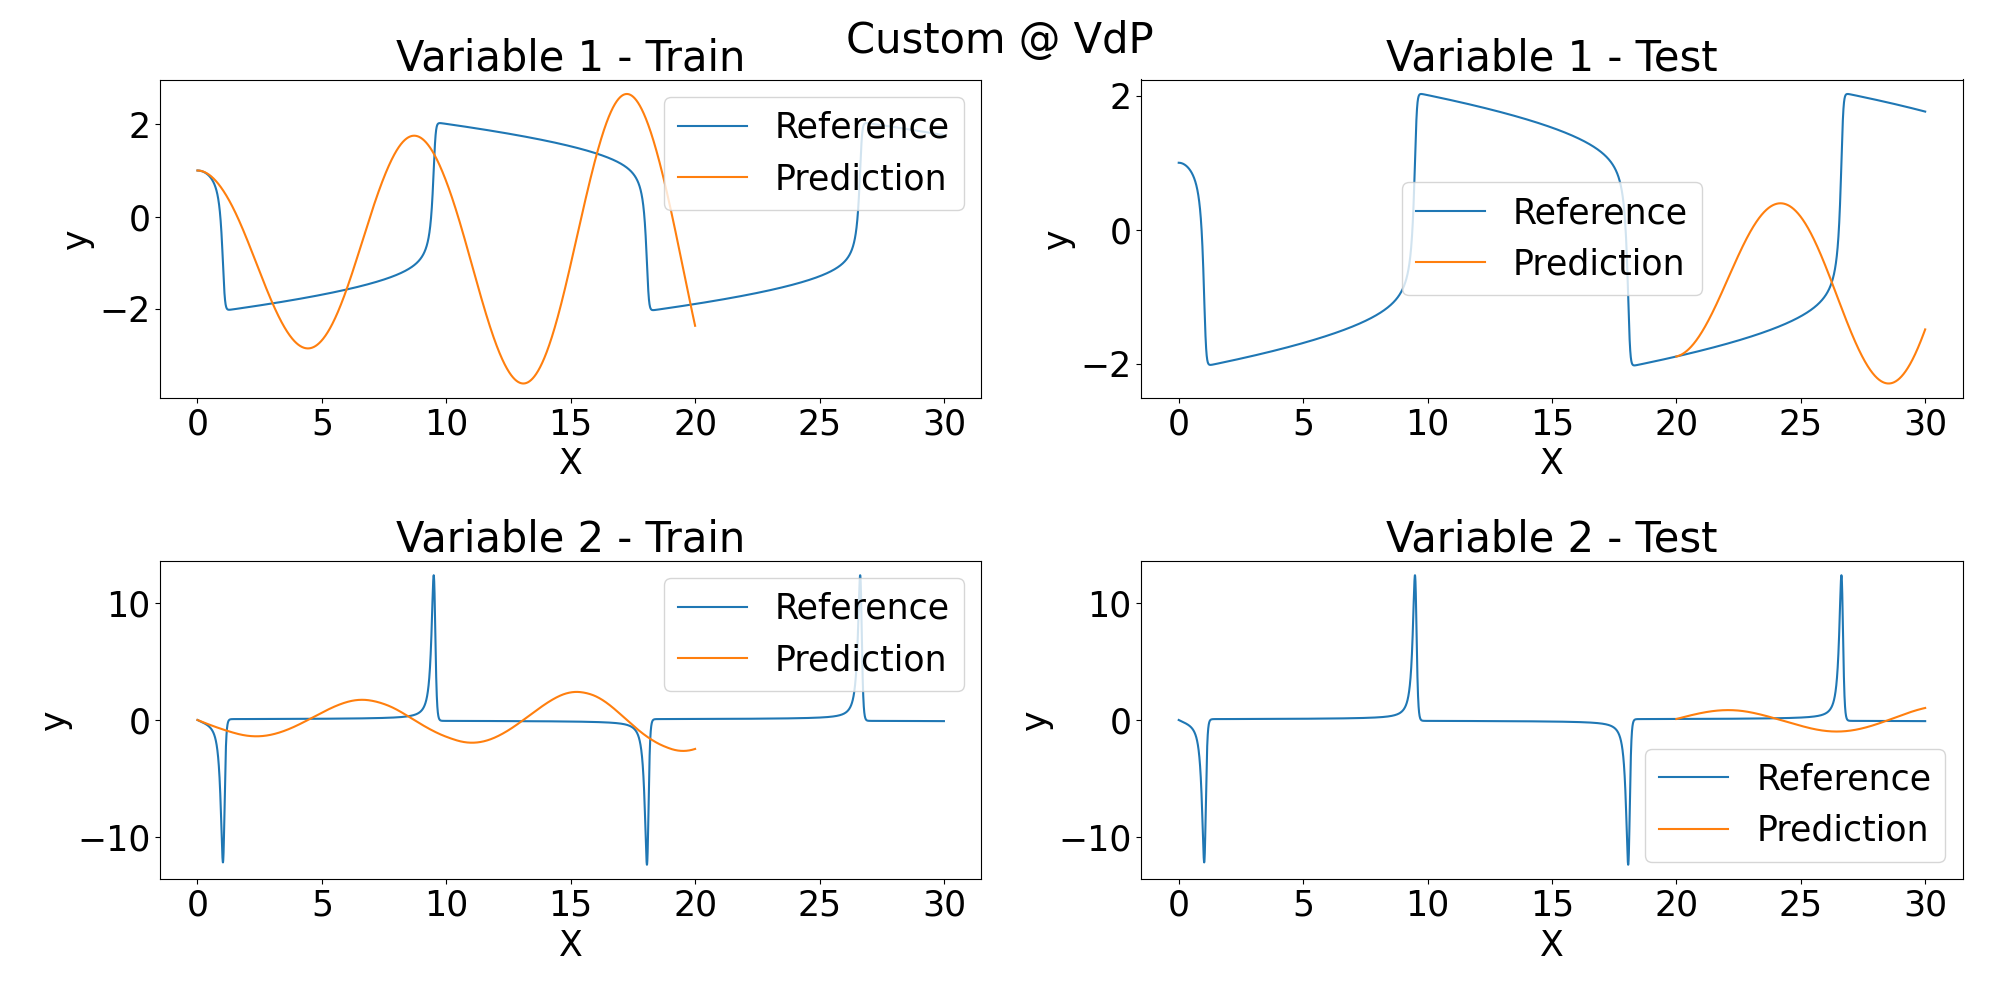 Custom @ VdP
Variable 1 - Train
2
0
−2
y
0 5 10 15 20 25 30
X
Reference
Prediction
Variable 1 - Test
2
0
−2
y
0 5 10 15 20 25 30
X
Reference
Prediction
Variable 2 - Train
10
0
−10
y
0 5 10 15 20 25 30
X
Reference
Prediction
Variable 2 - Test
10
0
−10
y
0 5 10 15 20 25 30
X
Reference
Prediction